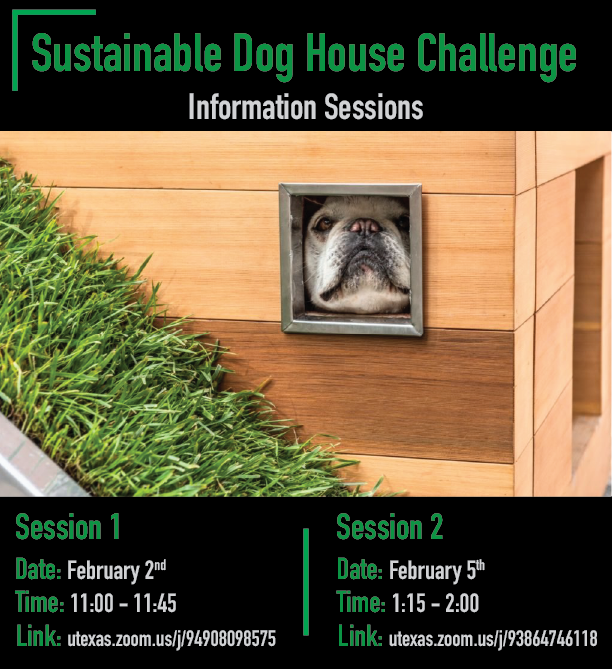 Sustainable Dog House Challenge
Information Sessions
Session 1
Date: February 2nd
Time: 11:00 - 11:45
Link: utexas.zoom.us/j/94908098575
Session 2
Date: February 5th
Time: 1:15 - 2:00
Link: utexas.zoom.us/j/93864746118